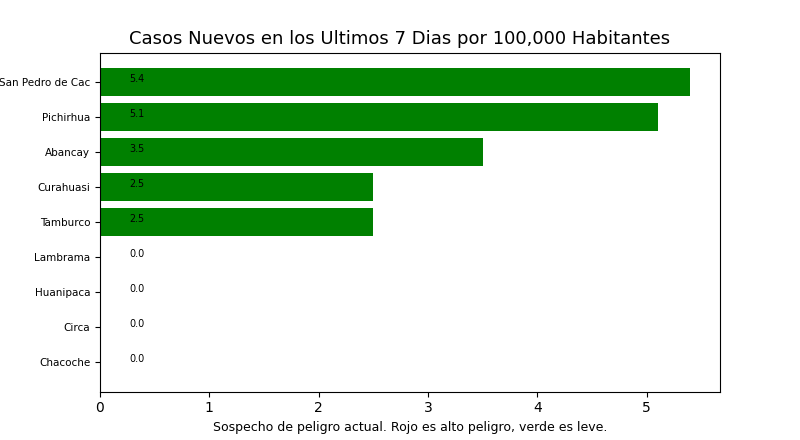 Casos Nuevos en los Ultimos 7 Dias por 100,000 Habitantes
San Pedro de Cac 5.4
Pichirhua 5.1
Abancay 3.5
Curahuasi 2.5
Tamburco 2.5
Lambrama 0.0
Huanipaca 0.0
Circa 0.0
Chacoche 0.0
0 1 2 3 4 5
Sospecho de peligro actual. Rojo es alto peligro, verde es leve.